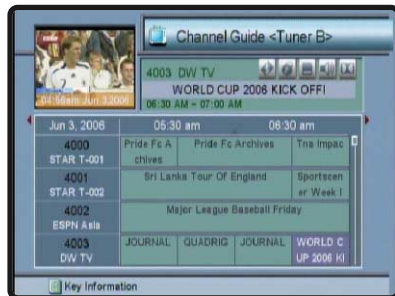 Channel Guide <Tuner B>
4003 DW TV
WORLD CUP 2006 KICK OFF!
04:56am Jun 3,2006
06:30 AM ~ 07:00 AM
Jun 3, 2006 05:30 am 06:30 am
4000
STAR T-001
Pride Fc A
chives
Pride Fc Archives
Tna Impac
4001
STAR T-002
Sri Lanka Tour Of England
Sportscen
er Week I
4002
ESPN Asia
Major League Baseball Friday
4003
DW TV
JOURNAL
QUADRIG
JOURNAL
WORLD C
UP 2006 KI
Key Information